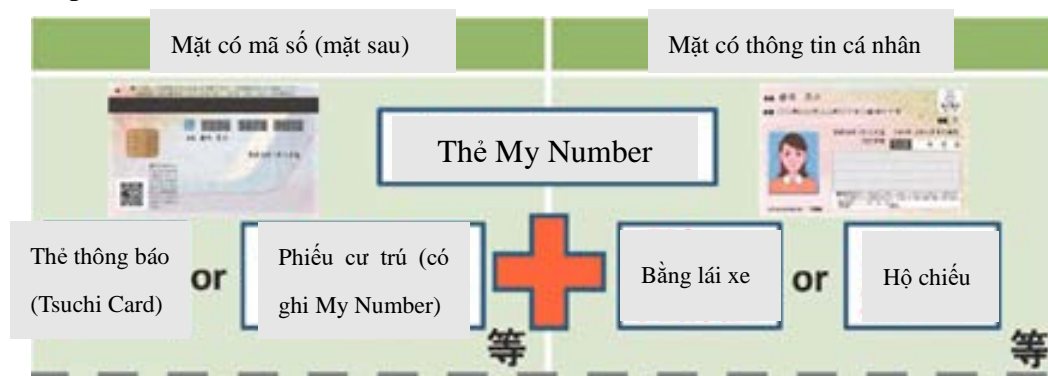 Mặt có mã số (mặt sau)
Mặt có thông tin cá nhân
Thẻ My Number
Thẻ thông báo
(Tsuchi Card)
or
Phiếu cư trú (có
ghi My Number)
等
Bằng lái xe
or
Hộ chiếu
等